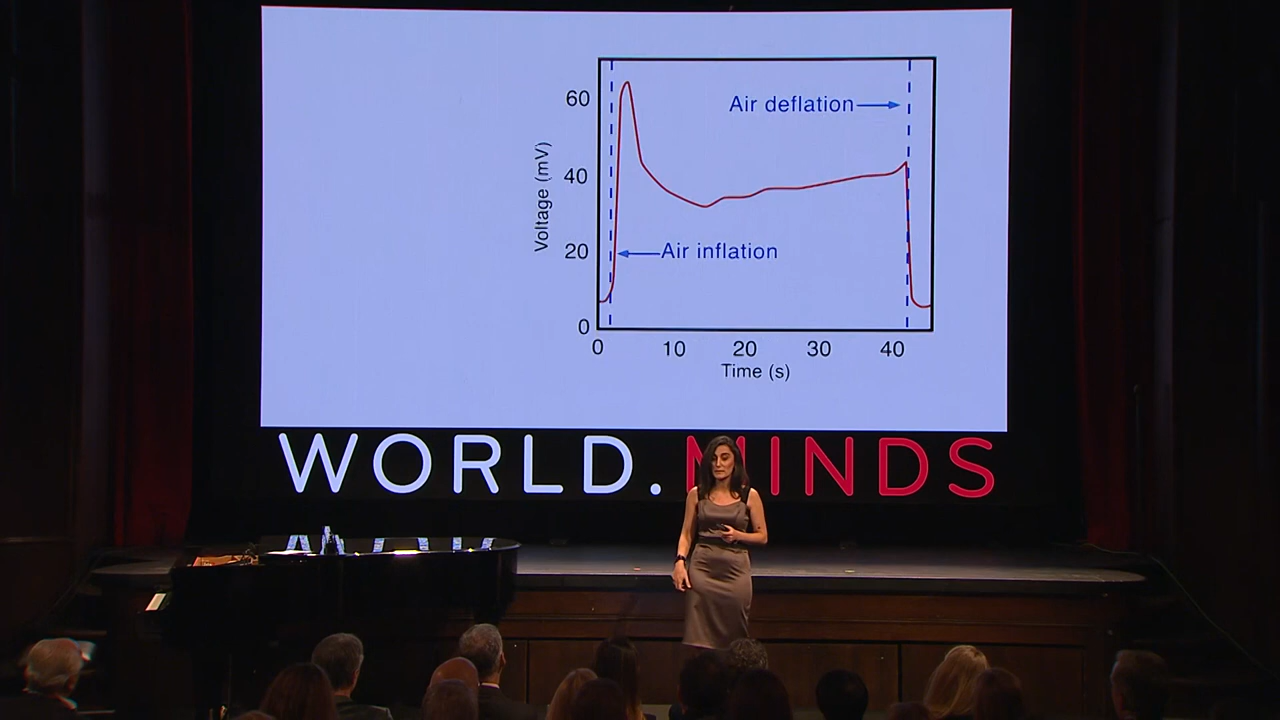 60
Air deflation
40
Voltage (mV)
20
Air inflation
0
0 10 20 30 40
Time (s)
WORLD.MINDS